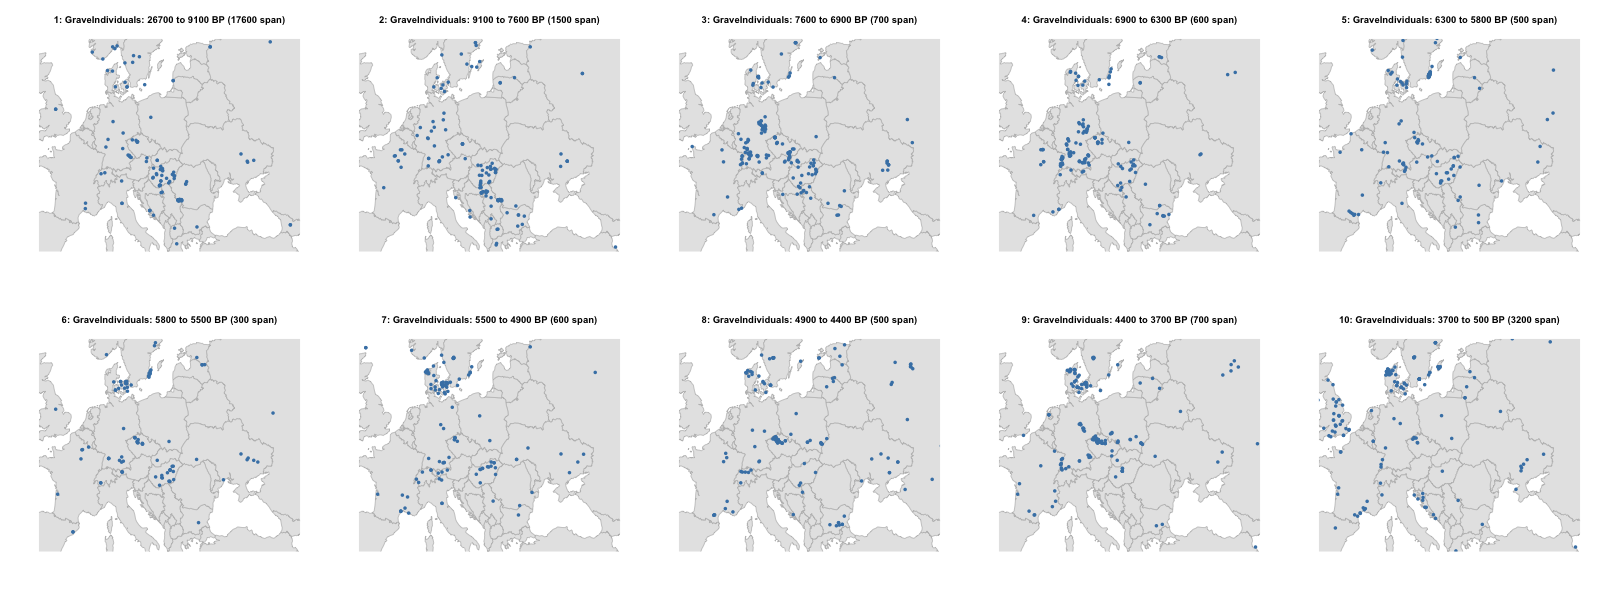 1: GraveIndividuals: 26700 to 9100 BP (17600 span)
2: GraveIndividuals: 9100 to 7600 BP (1500 span)
3: GraveIndividuals: 7600 to 6900 BP (700 span)
4: GraveIndividuals: 6900 to 6300 BP (600 span)
5: GraveIndividuals: 6300 to 5800 BP (500 span)
6: GraveIndividuals: 5800 to 5500 BP (300 span)
7: GraveIndividuals: 5500 to 4900 BP (600 span)
8: GraveIndividuals: 4900 to 4400 BP (500 span)
9: GraveIndividuals: 4400 to 3700 BP (700 span)
10: GraveIndividuals: 3700 to 500 BP (3200 span)